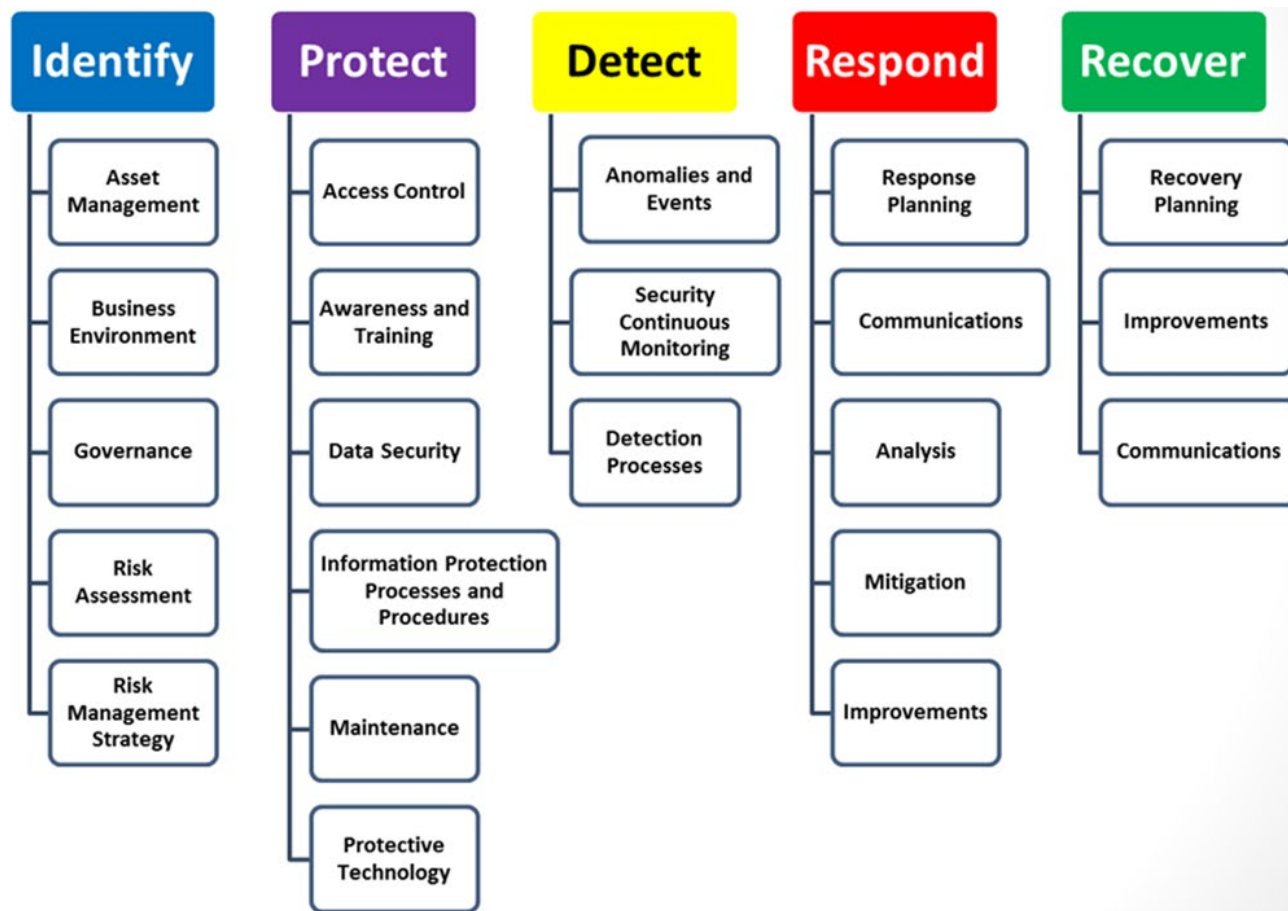 Identify
Asset
Management
Business
Environment
Governance
Risk
Assessment
Risk
Management
Strategy
Protect
Access Control
Awareness and
Training
Data Security
Information Protection
Processes and
Procedures
Maintenance
Protective
Technology
Detect
Anomalies and
Events
Security
Continuous
Monitoring
Detection
Processes
Respond
Response
Planning
Communications
Analysis
Mitigation
Improvements
Recover
Recovery
Planning
Improvements
Communications